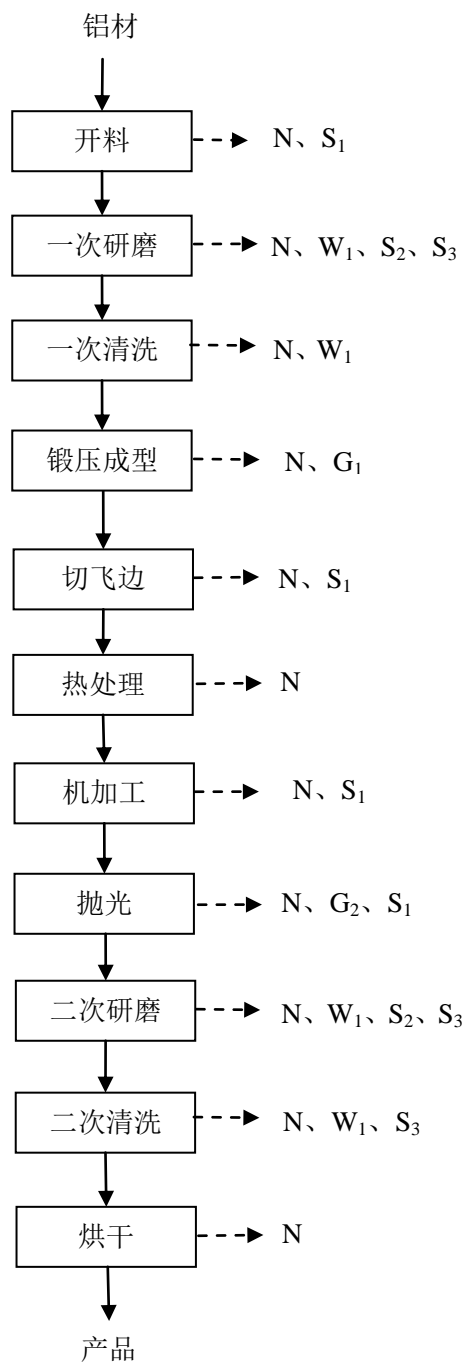 铝材
开料
N、S₁
一次研磨
N、W₁、S₂、S₃
一次清洗
N、W₁
锻压成型
N、G₁
切飞边
N、S₁
热处理
N
机加工
N、S₁
抛光
N、G₂、S₁
二次研磨
N、W₁、S₂、S₃
二次清洗
N、W₁、S₃
烘干
N
产品